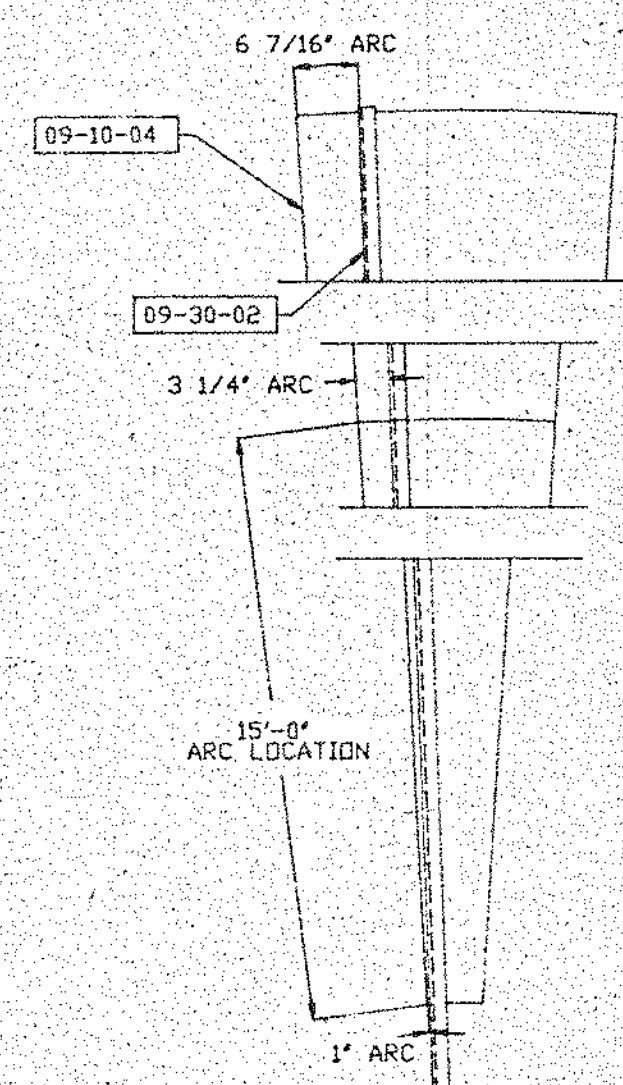 6 7/16" ARC
09-10-04
09-30-02
3 1/4" ARC
15'-0"
ARC LOCATION
1" ARC